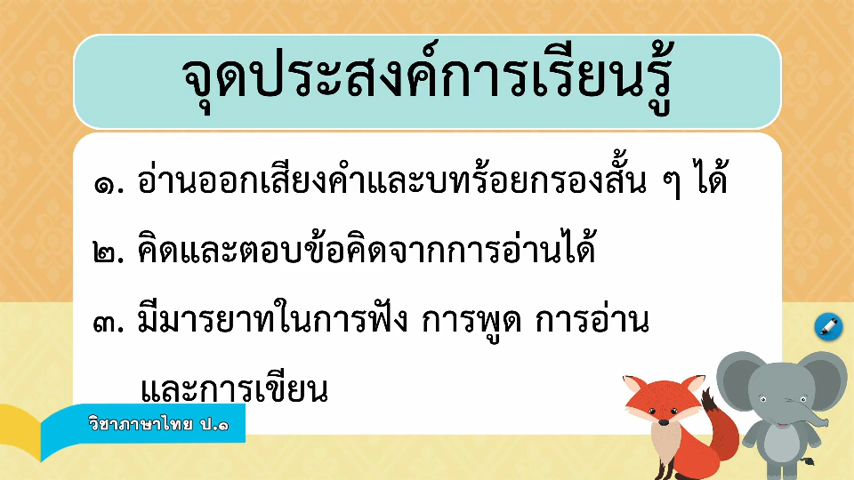 จุดประสงค์การเรียนรู้
๑. อ่านออกเสียงคำและบทร้อยกรองสั้น ๆ ได้
๒. คิดและตอบข้อคิดจากการอ่านได้
๓. มีมารยาทในการฟัง การพูด การอ่าน
และการเขียน
วิชาภาษาไทย ป.๑